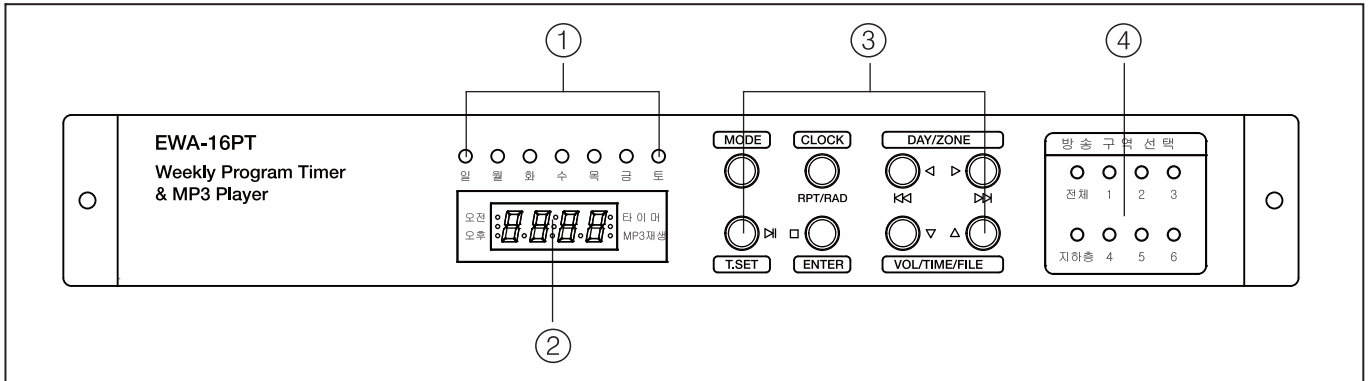 ① ③ ④
EWA-16PT
Weekly Program Timer
& MP3 Player
일 월 화 수 목 금 토
오전 타이머
오후 MP3재생
MODE CLOCK DAY/ZONE
RPT/RAD
T.SET ENTER VOL/TIME/FILE
방송 구역 선택
전체 1 2 3
지하층 4 5 6
②